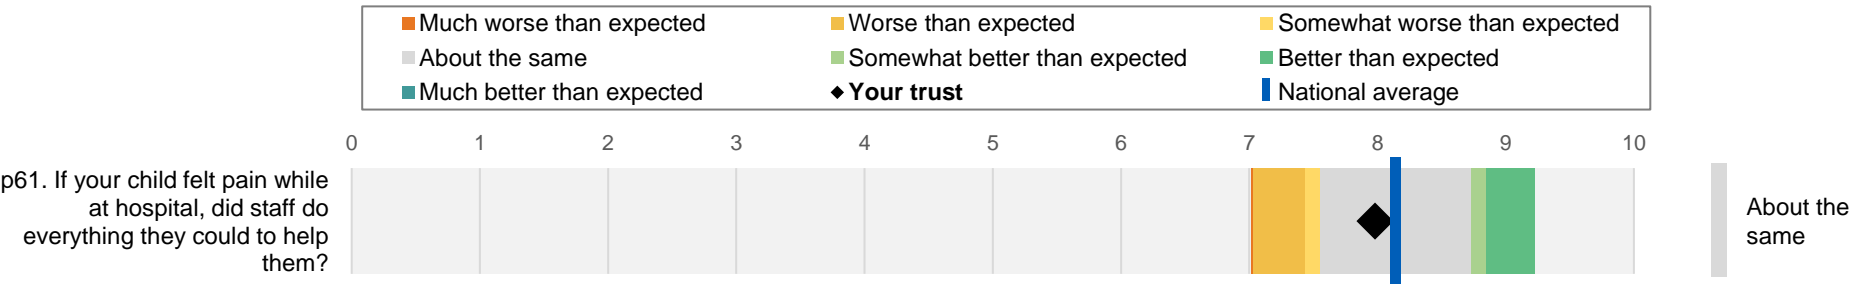 Much worse than expected
Worse than expected
Somewhat worse than expected
About the same
Somewhat better than expected
Better than expected
Much better than expected
Your trust
National average
0 1 2 3 4 5 6 7 8 9 10
p61. If your child felt pain while
at hospital, did staff do
everything they could to help
them?
About the
same